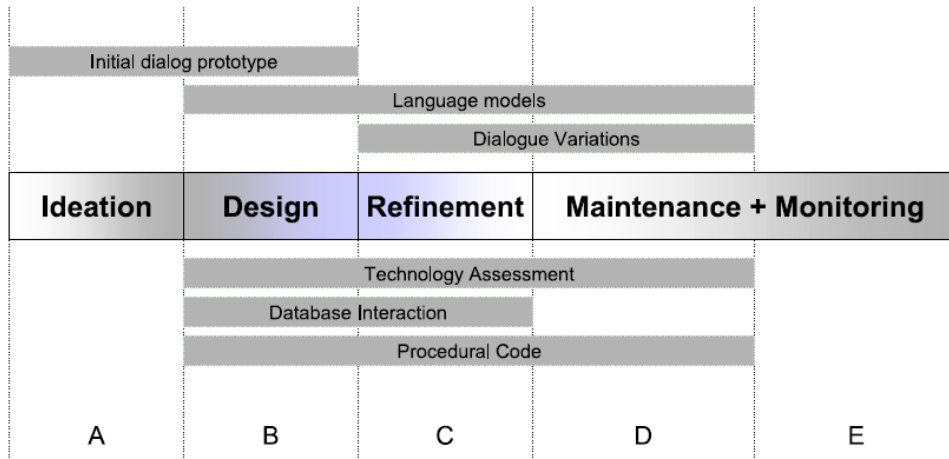 Initial dialog prototype
Language models
Dialogue Variations
Ideation Design Refinement Maintenance + Monitoring
Technology Assessment
Database Interaction
Procedural Code
A B C D E